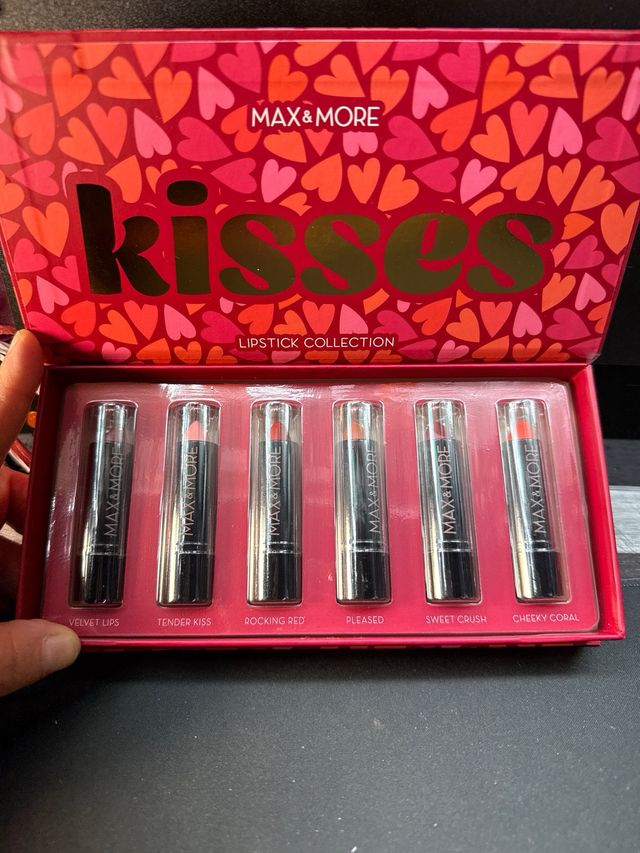 MAX&MORE
kisses
LIPSTICK COLLECTION
MAX&MORE
MAX&MORE
MAX&MORE
MAX&MORE
MAX&MORE
MAX&MORE
VELVET LIPS
TENDER KISS
ROCKING RED
PLEASED
SWEET CRUSH
CHEEKY CORAL